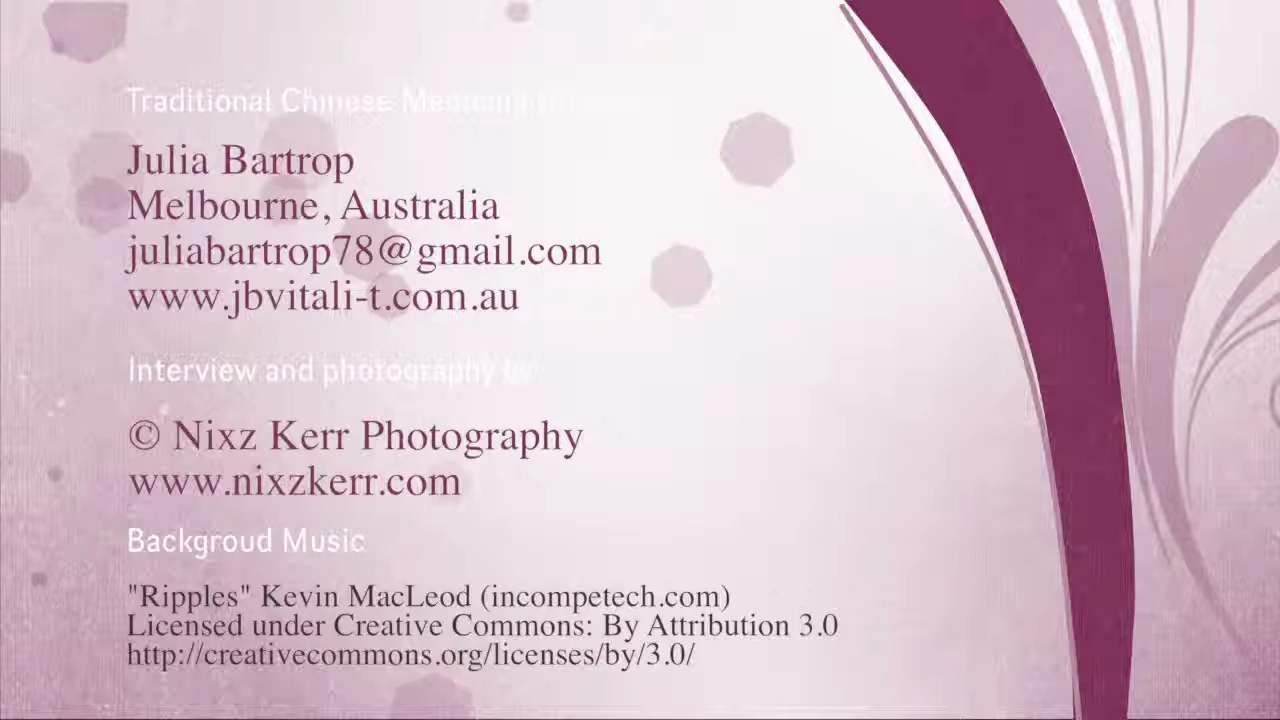 Traditional Chinese
Julia Bartrop
Melbourne, Australia
juliabartrop78@gmail.com
www.jbvitali-t.com.au
Interview and photography by
© Nixz Kerr Photography
www.nixzkerr.com
Backgroud Music
"Ripples" Kevin MacLeod (incompetech.com)
Licensed under Creative Commons: By Attribution 3.0
http://creativecommons.org/licenses/by/3.0/